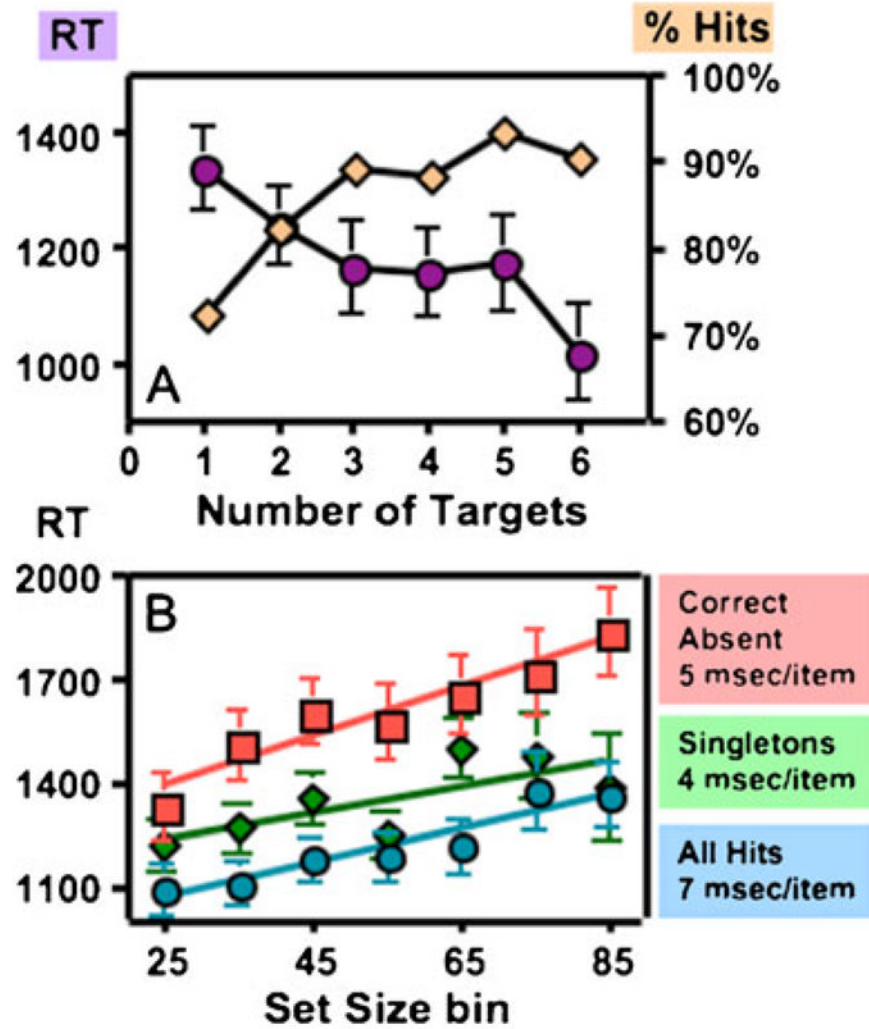 RT
% Hits
1400
1200
1000
100%
90%
80%
70%
60%
A
0 1 2 3 4 5 6
Number of Targets
RT
2000
1700
1400
1100
B
25 45 65 85
Set Size bin
Correct
Absent
5 msec/item
Singletons
4 msec/item
All Hits
7 msec/item